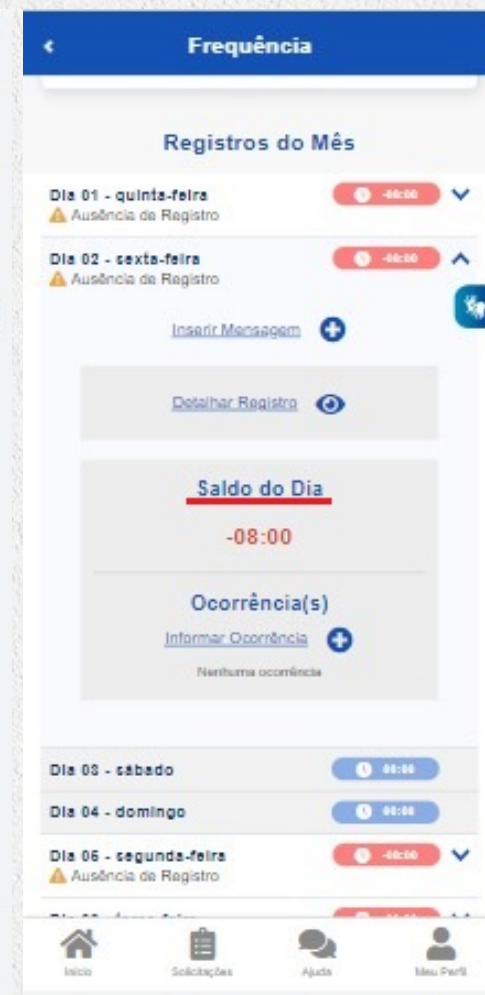 Frequência
Registros do Mês
Dia 01 - quinta-feira -08:00
Ausência de Registro
Dia 02 - sexta-feira -08:00
Ausência de Registro
Inserir Mensagem
Detalhar Registro
Saldo do Dia
-08:00
Ocorrência(s)
Informar Ocorrência
Nenhuma ocorrência
Dia 03 - sábado 00:00
Dia 04 - domingo 00:00
Dia 05 - segunda-feira -08:00
Ausência de Registro
Início Solicitações Ajuda Meu Perfil